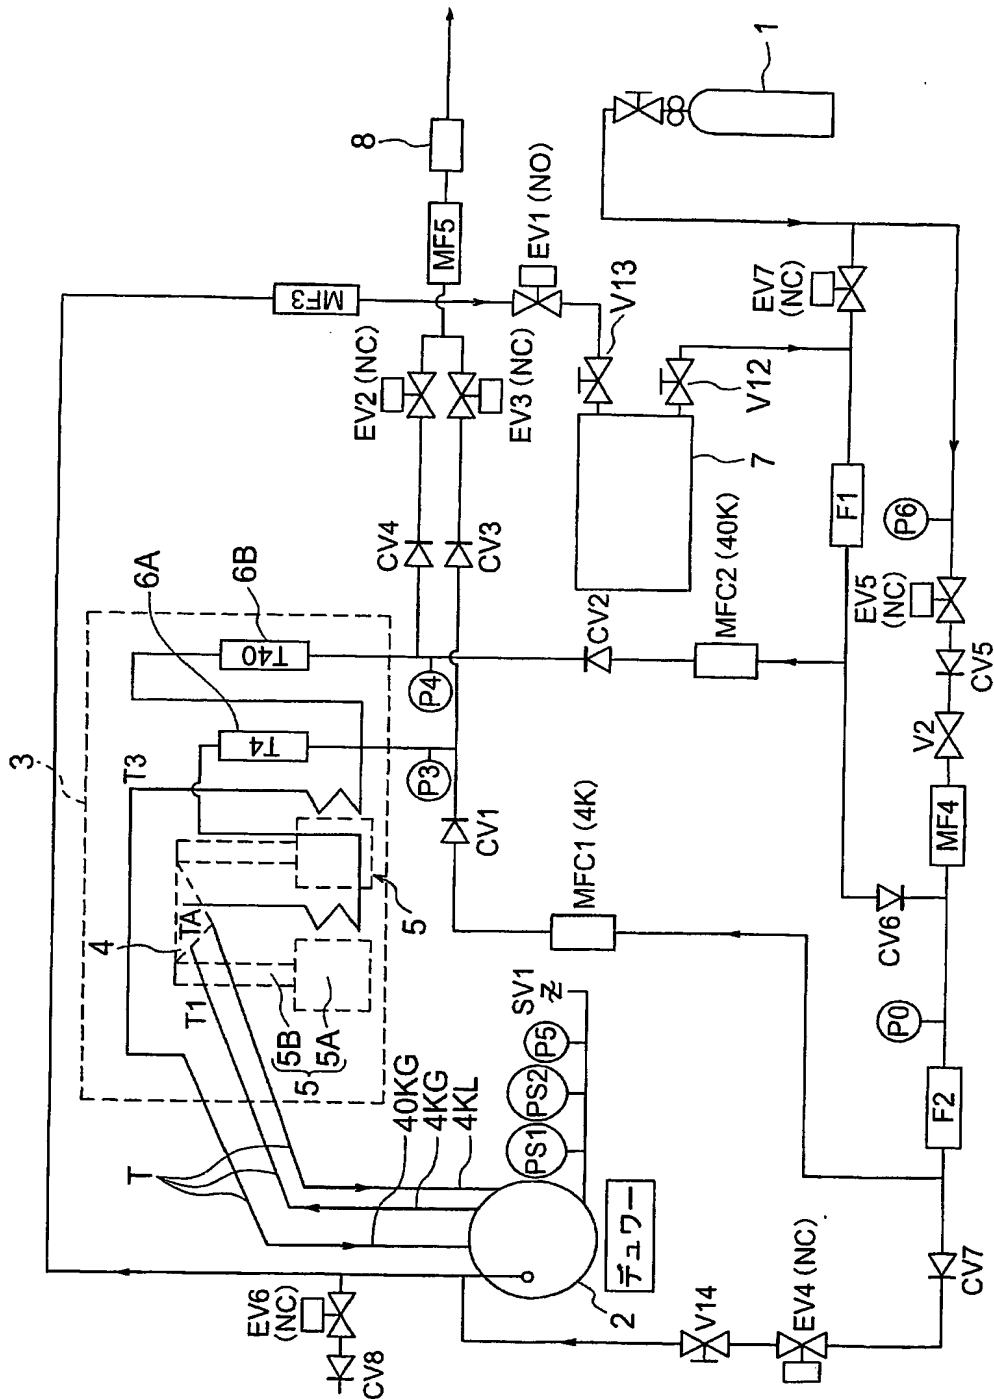 8
1
MF5
EV1 (NO)
MF3
V13
EV7
(NC)
EV2 (NC)
EV3 (NC)
V12
7
F1
P6
CV4
CV3
MFC2 (40K)
EV5
(NC)
6A
6B
T40
CV2
P4
CV5
V2
3
T4
T3
P3
CV1
MFC1 (4K)
MF4
4
TA
5
CV6
T1
5B
5A
5
SV1
P5
PS2
PS1
P0
F2
40KG
4KG
4KL
T
デュワー
2
CV7
EV4 (NC)
V14
EV6
(NC)
CV8